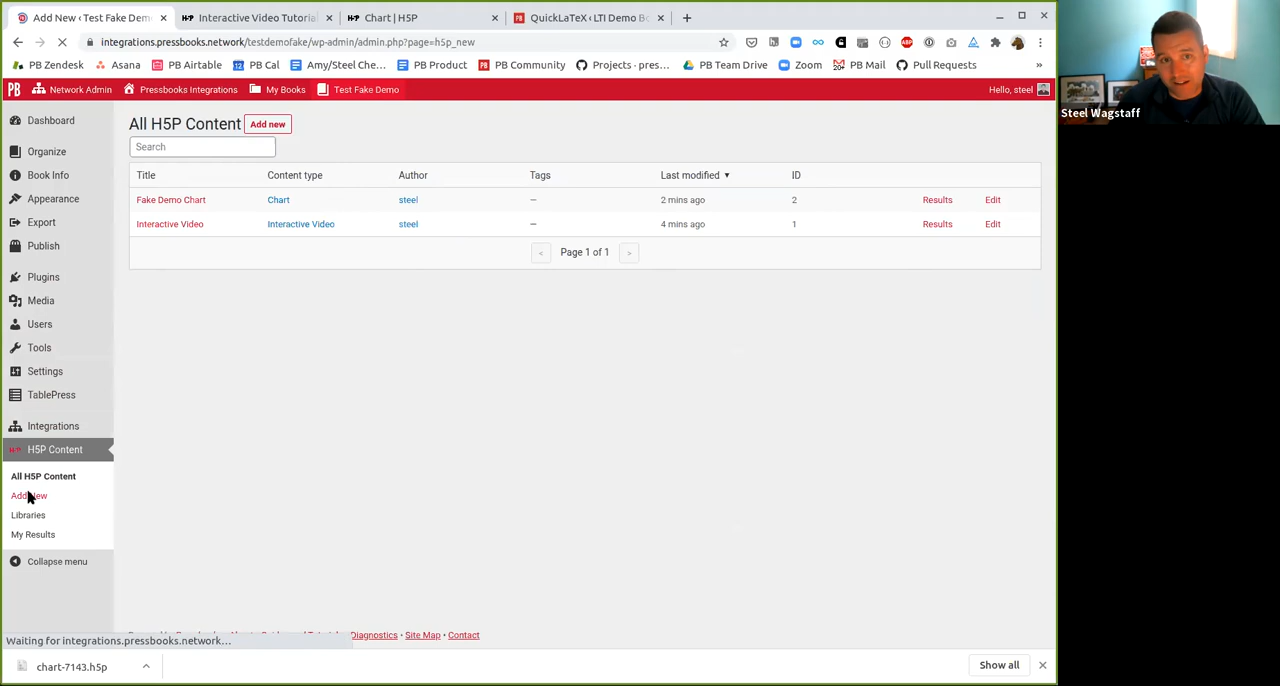 Add New ‹ Test Fake Dem
Interactive Video Tutoria
Chart | H5P
QuickLaTeX ‹ LTI Demo B
integrations.pressbooks.network/testdemofake/wp-admin/admin.php?page=h5p_new
PB Zendesk
Asana
PB Airtable
PB Cal
Amy/Steel Che...
PB Product
PB Community
Projects · pres...
PB Team Drive
Zoom
PB Mail
Pull Requests
»
PB
Network Admin
Pressbooks Integrations
My Books
Test Fake Demo
Hello, steel
Steel Wagstaff
Dashboard
Organize
Book Info
Appearance
Export
Publish
Plugins
Media
Users
Tools
Settings
TablePress
Integrations
H5P Content
All H5P Content
Add New
Libraries
My Results
Collapse menu
All H5P Content Add new
Search
Title Content type Author Tags Last modified ▼ ID
Fake Demo Chart Chart steel — 2 mins ago 2 Results Edit
Interactive Video Interactive Video steel — 4 mins ago 1 Results Edit
< Page 1 of 1 >
Diagnostics • Site Map • Contact
Waiting for integrations.pressbooks.network...
chart-7143.h5p
Show all